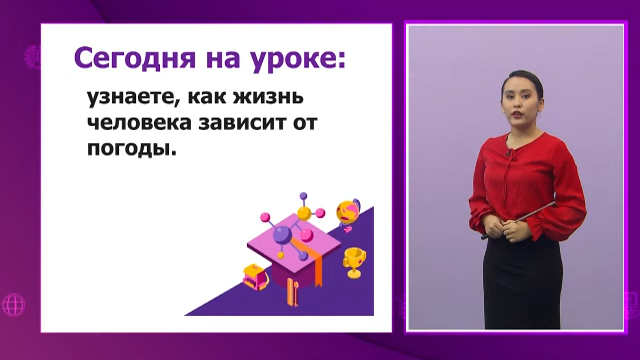 Сегодня на уроке:
узнаете, как жизнь
человека зависит от
погоды.